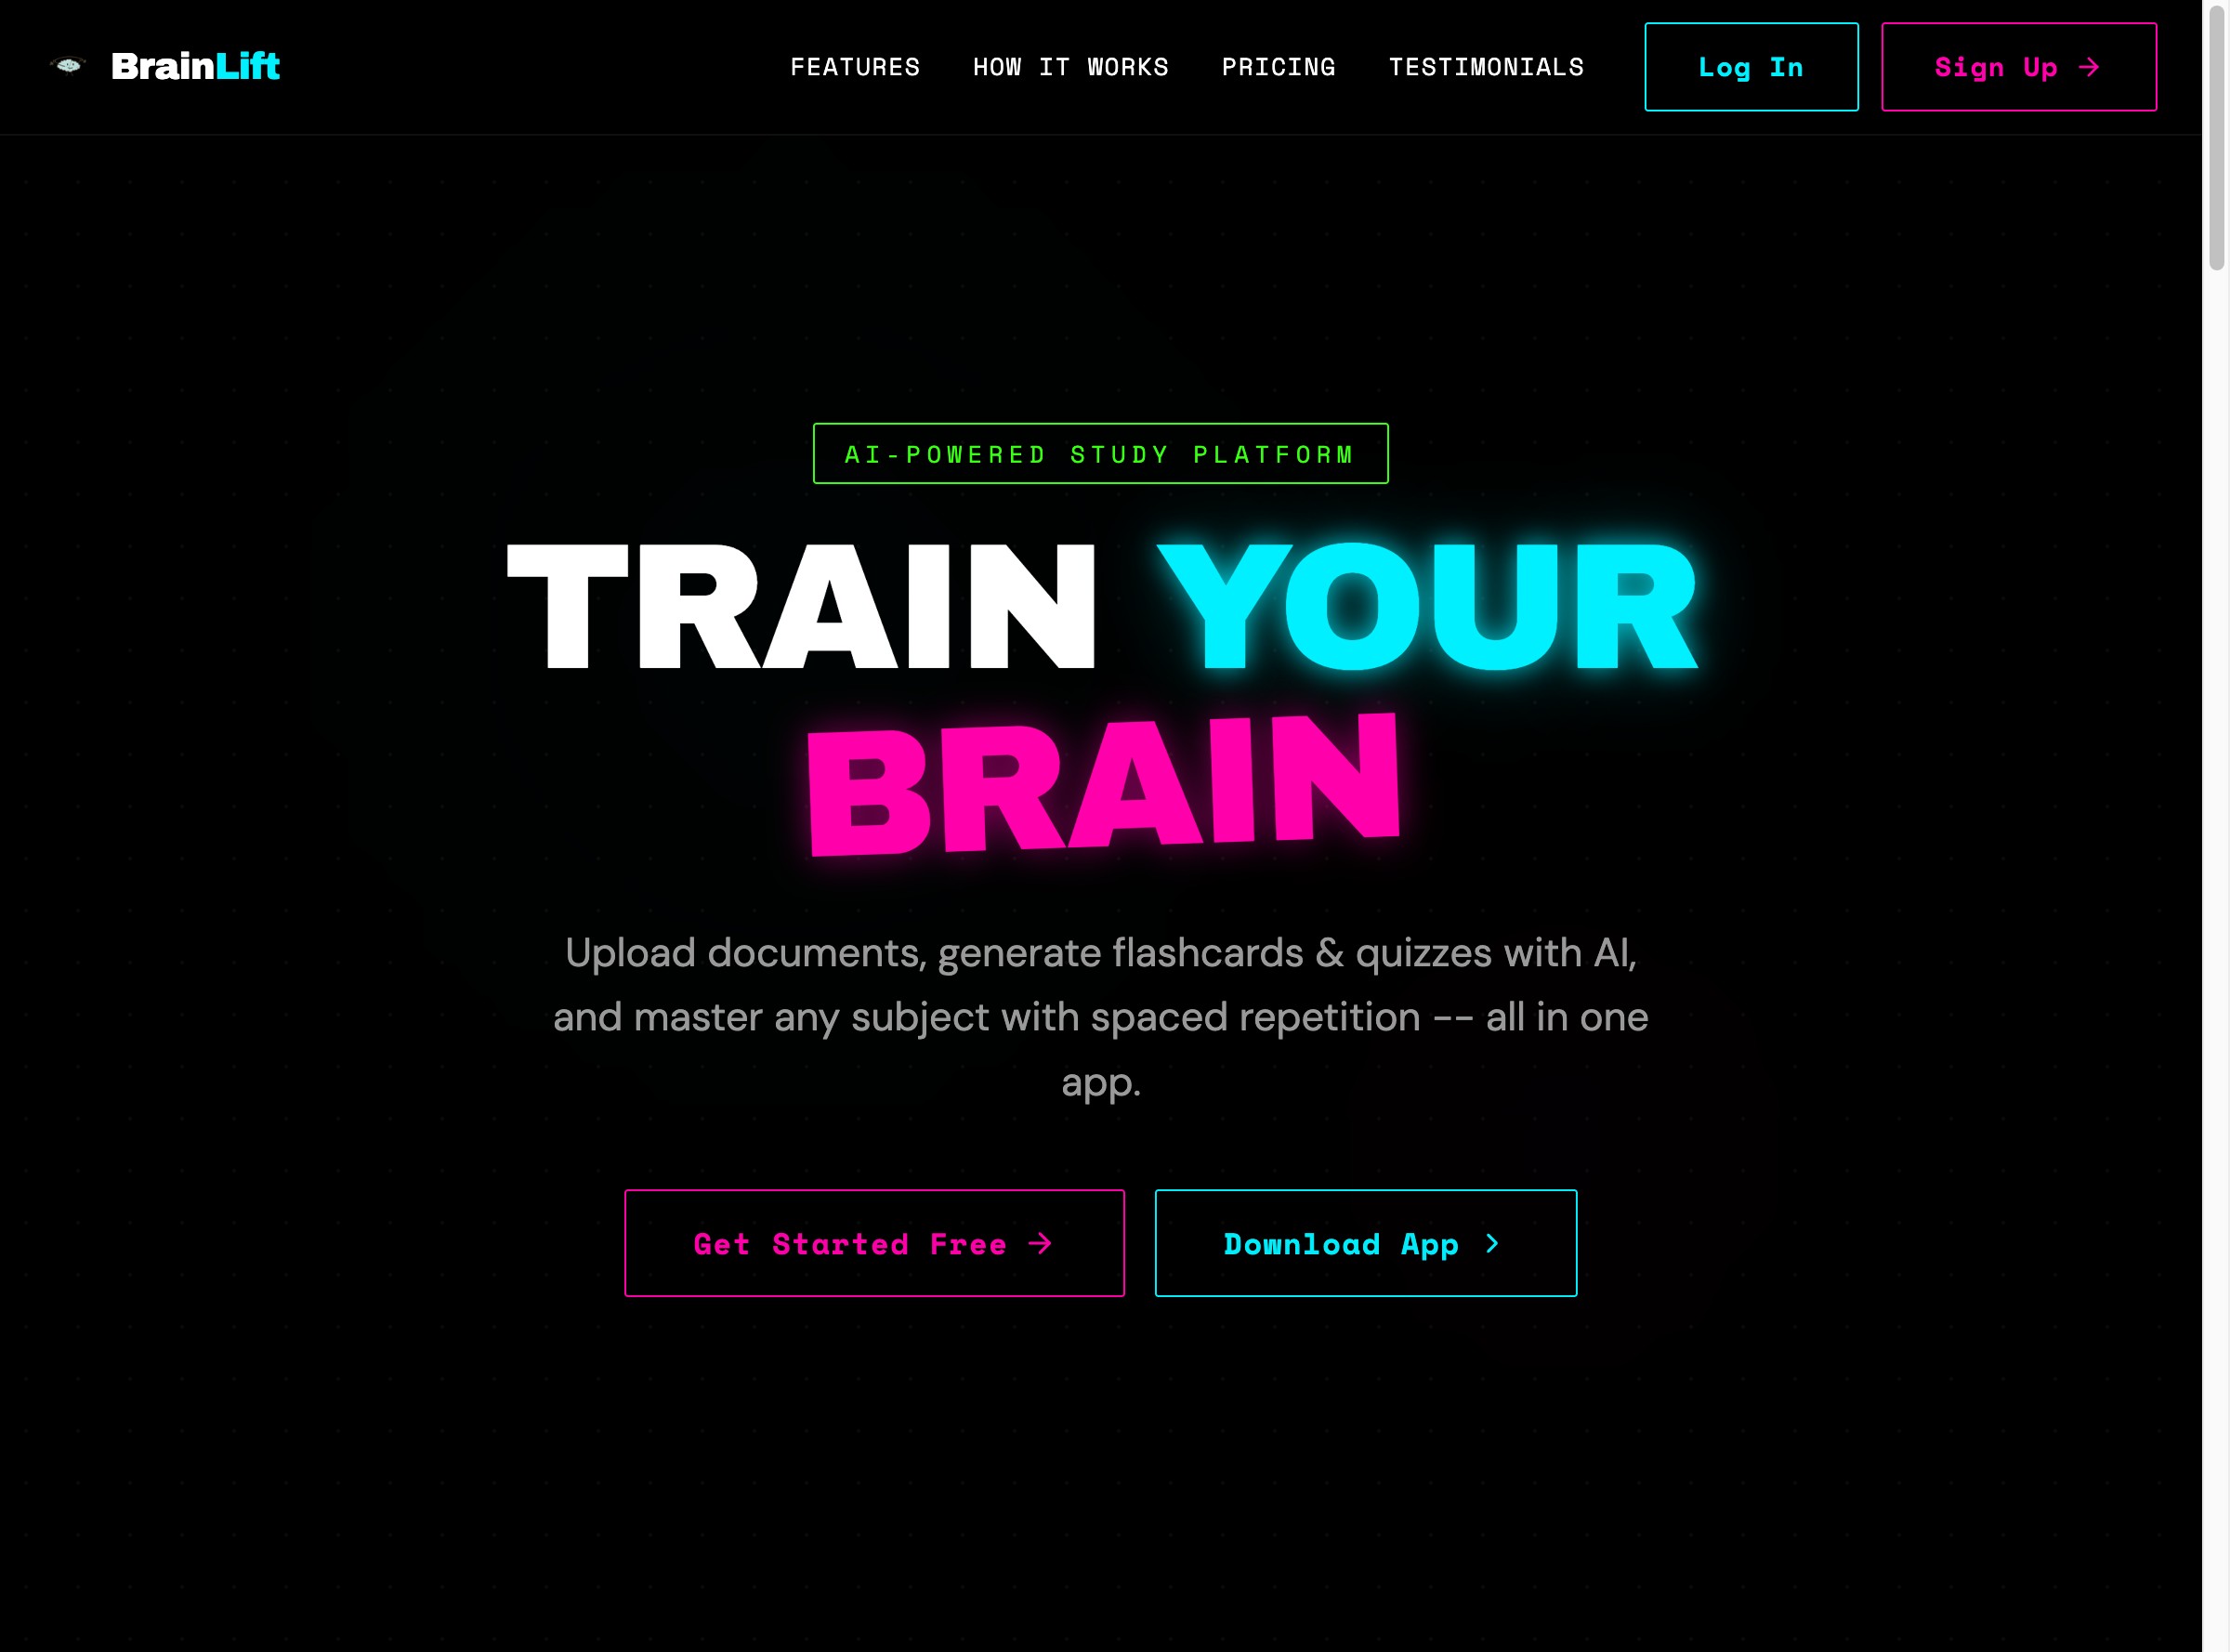 BrainLift
FEATURES
HOW IT WORKS
PRICING
TESTIMONIALS
Log In
Sign Up →
AI-POWERED STUDY PLATFORM
TRAIN YOUR
BRAIN
Upload documents, generate flashcards & quizzes with AI,
and master any subject with spaced repetition -- all in one
app.
Get Started Free →
Download App >